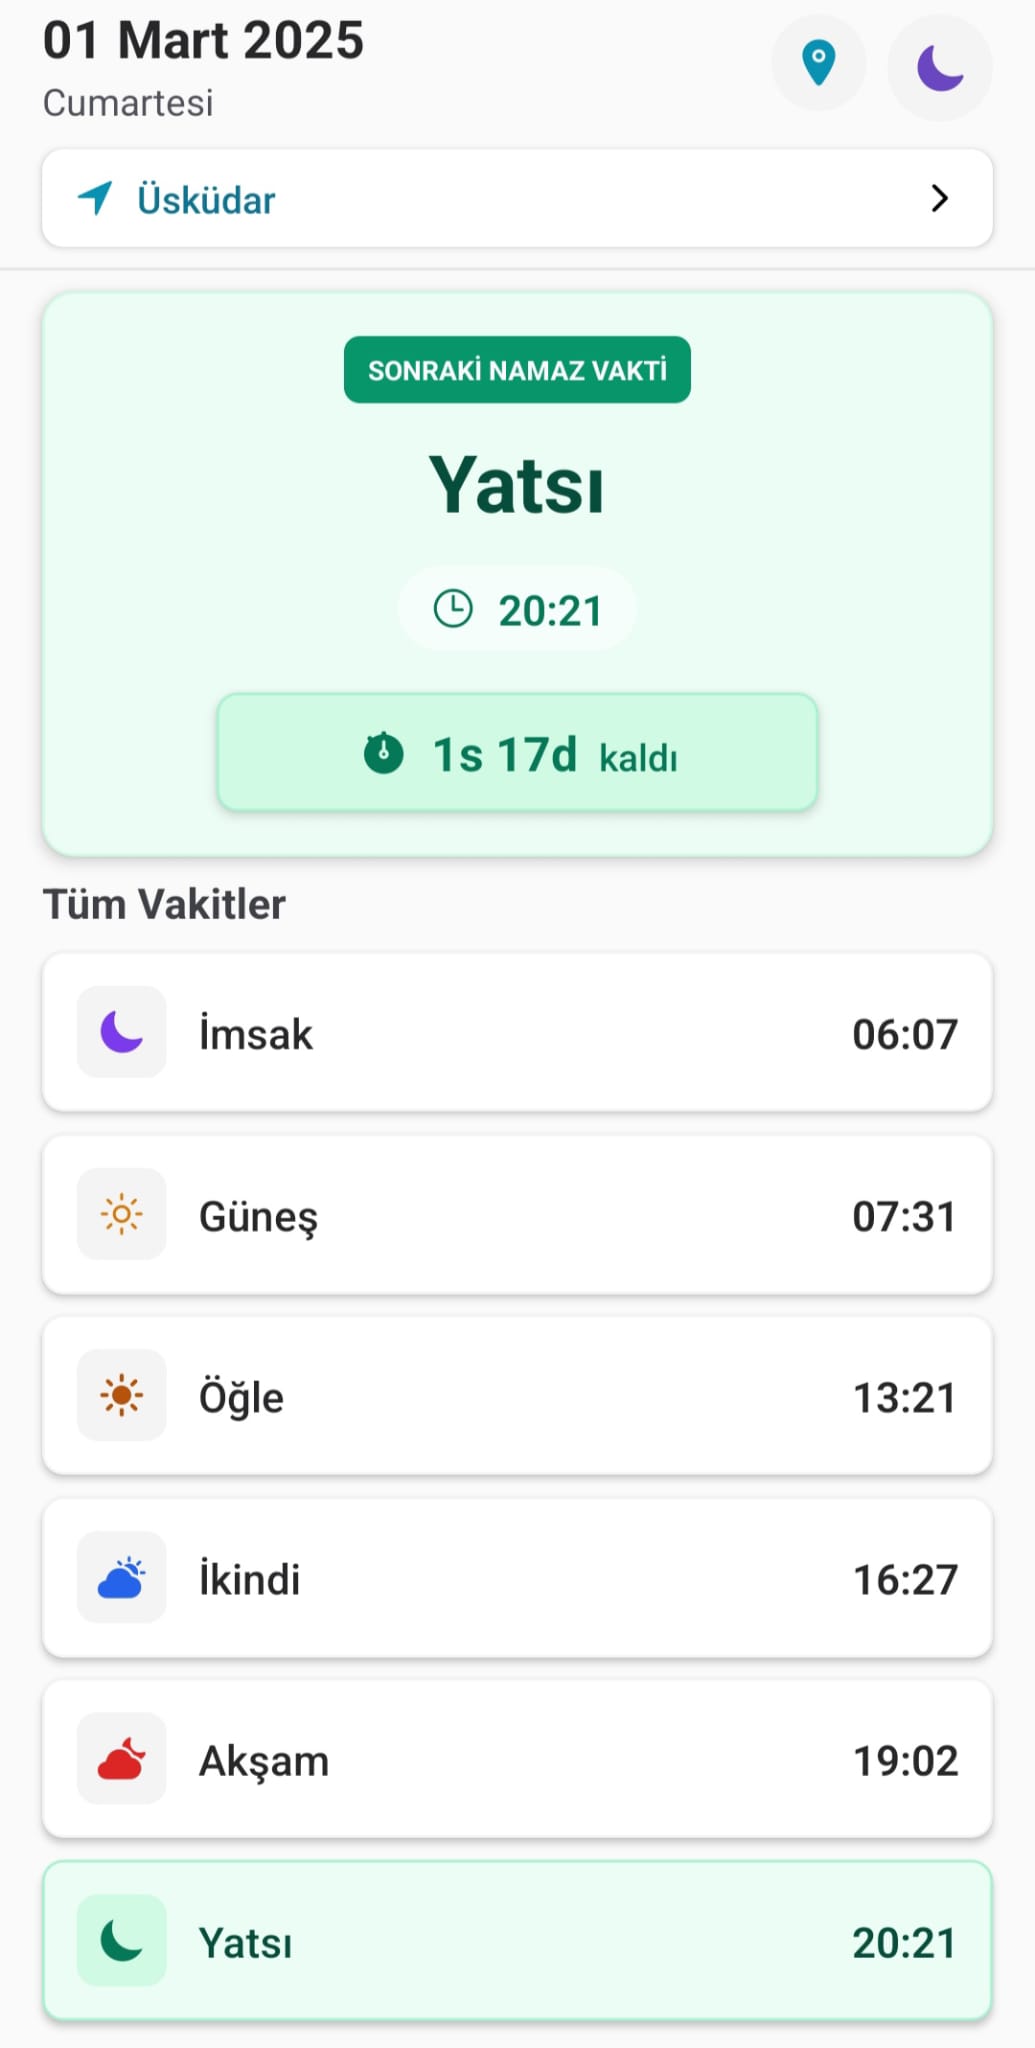 01 Mart 2025
Cumartesi
Üsküdar
SONRAKİ NAMAZ VAKTİ
Yatsı
20:21
1s 17d kaldı
Tüm Vakitler
İmsak 06:07
Güneş 07:31
Öğle 13:21
İkindi 16:27
Akşam 19:02
Yatsı 20:21